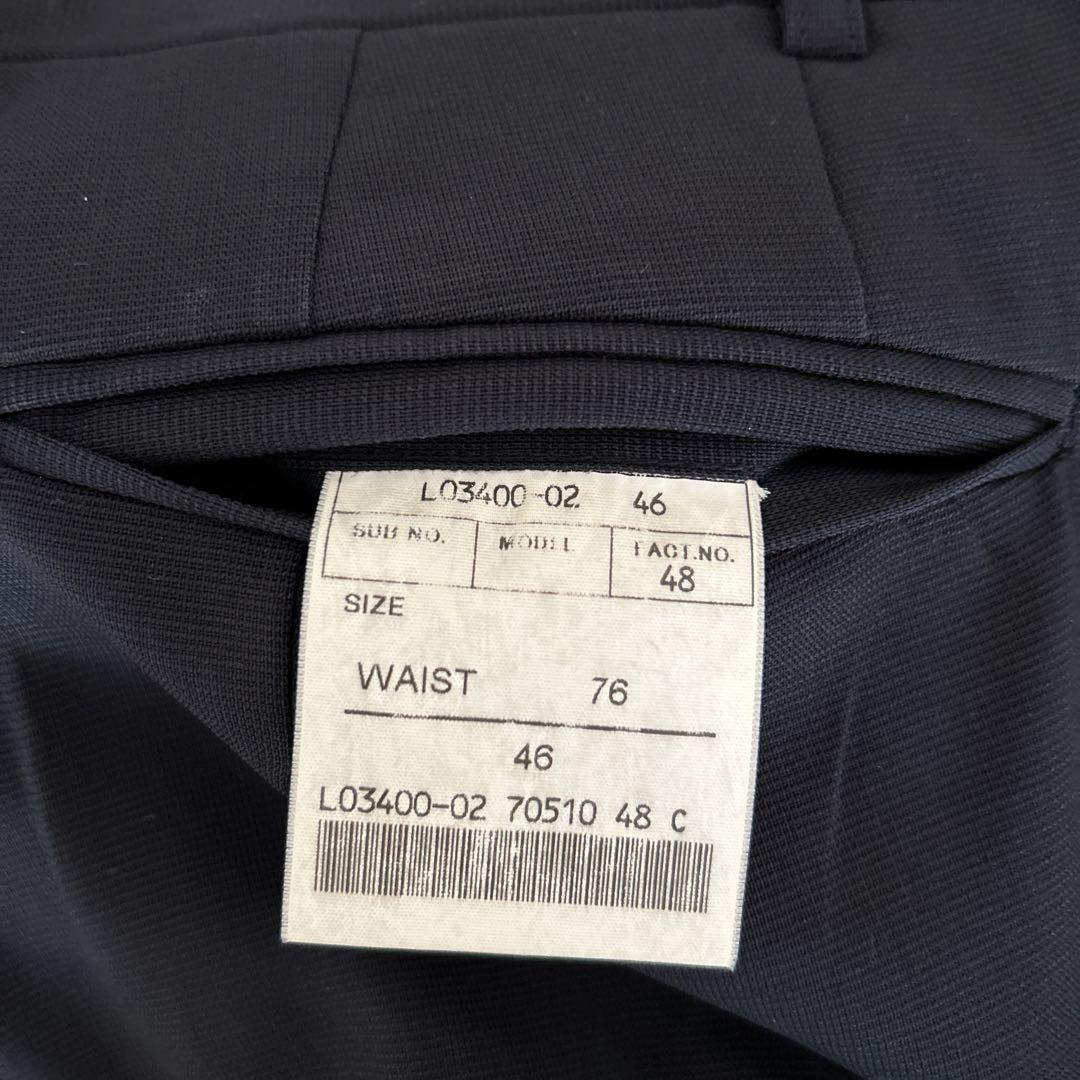 L03400-02 46
SUB NO. MODEL FACT.NO.
48
SIZE
WAIST 76
46
L03400-02 70510 48 C